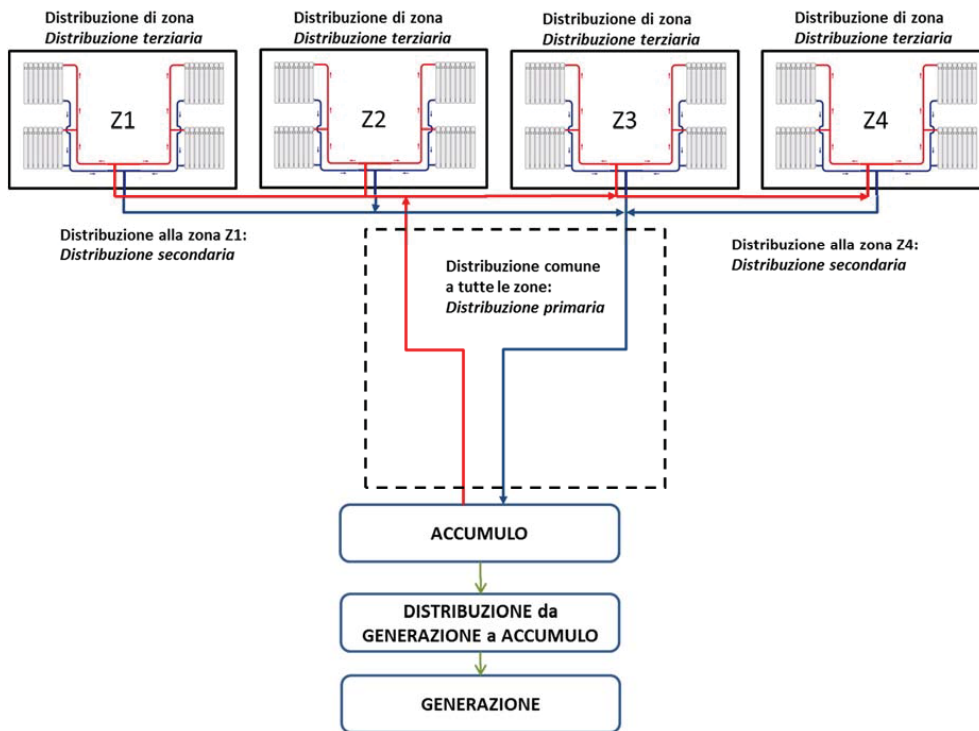 Distribuzione di zona
Distribuzione terziaria
Distribuzione di zona
Distribuzione terziaria
Distribuzione di zona
Distribuzione terziaria
Distribuzione di zona
Distribuzione terziaria
Z1
Z2
Z3
Z4
Distribuzione alla zona Z1:
Distribuzione secondaria
Distribuzione comune
a tutte le zone:
Distribuzione primaria
Distribuzione alla zona Z4:
Distribuzione secondaria
ACCUMULO
DISTRIBUZIONE da
GENERAZIONE a ACCUMULO
GENERAZIONE